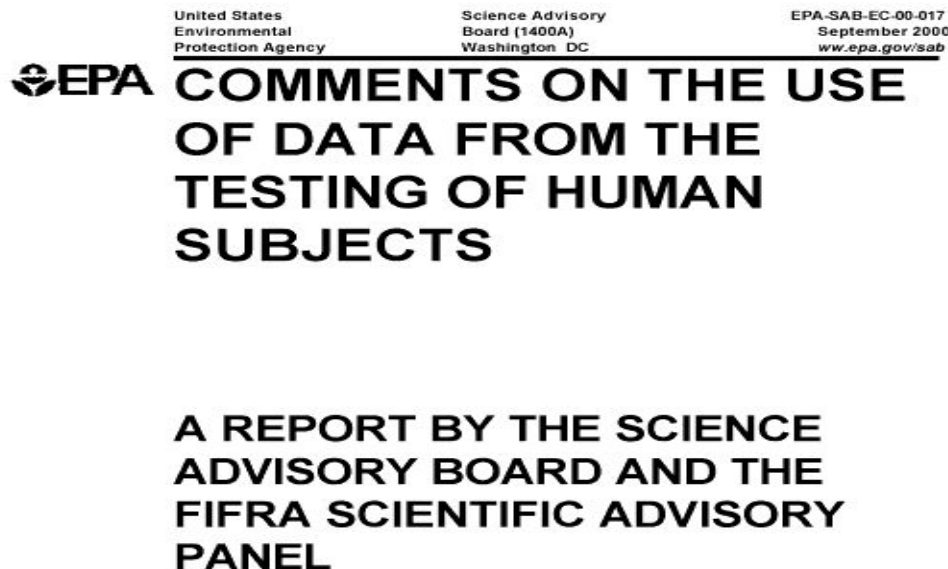 United States
Environmental
Protection Agency
Science Advisory
Board (1400A)
Washington DC
EPA-SAB-EC-00-017
September 2000
ww.epa.gov/sab
EPA
COMMENTS ON THE USE
OF DATA FROM THE
TESTING OF HUMAN
SUBJECTS
A REPORT BY THE SCIENCE
ADVISORY BOARD AND THE
FIFRA SCIENTIFIC ADVISORY
PANEL